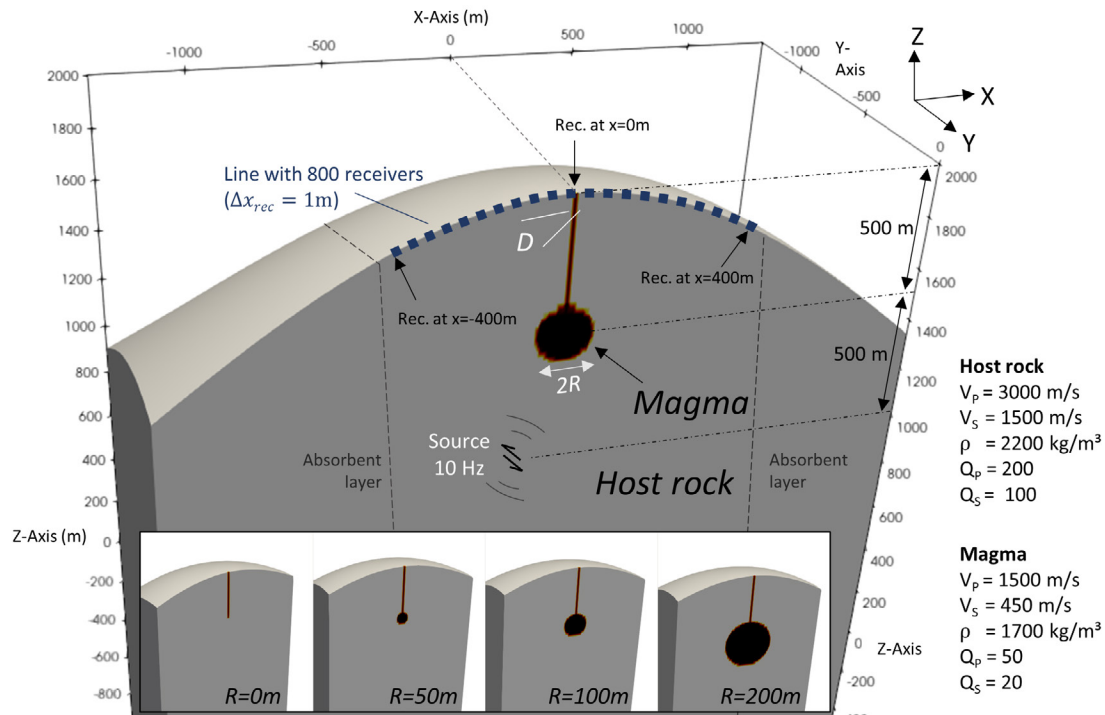 X-Axis (m)
-1000
-500
0
500
1000
Y-
Axis
-1000
-500
0
Z
X
Y
2000
1800
1600
1400
1200
1000
800
600
400
200
0
-200
-400
-600
-800
Z-Axis (m)
Rec. at x=0m
Line with 800 receivers
(Δx_rec = 1m)
D
Rec. at x=-400m
Rec. at x=400m
2R
Magma
Source
10 Hz
Absorbent
layer
Host rock
Absorbent
layer
500 m
500 m
2000
1800
1600
1400
1200
1000
800
600
400
200
0
-200
-400
Z-Axis
Host rock
V_P = 3000 m/s
V_S = 1500 m/s
ρ = 2200 kg/m³
Q_P = 200
Q_S = 100
Magma
V_P = 1500 m/s
V_S = 450 m/s
ρ = 1700 kg/m³
Q_P = 50
Q_S = 20
R=0m
R=50m
R=100m
R=200m